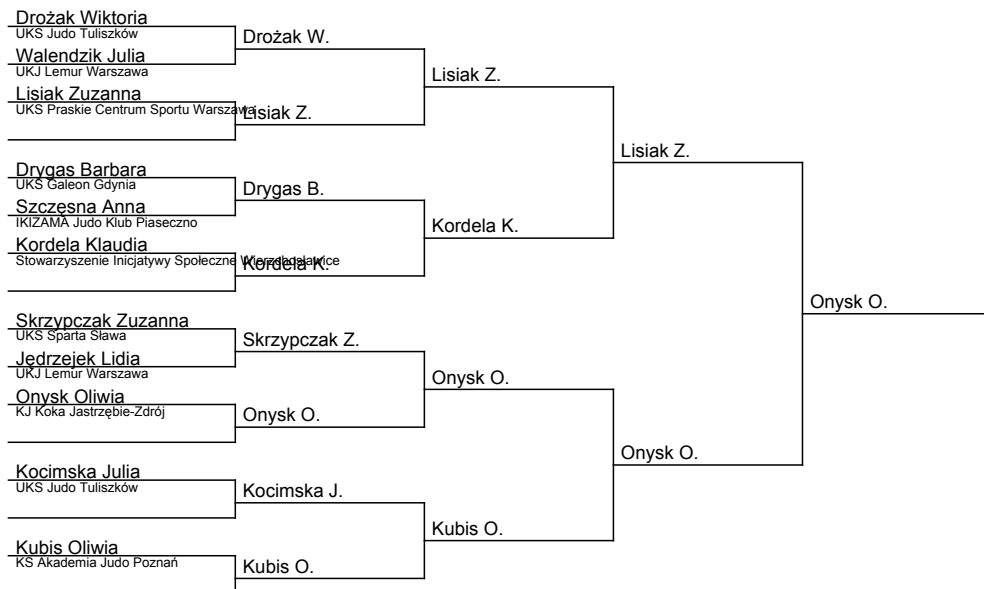 Drożak Wiktoria
UKS Judo Tuliszków
Drożak W.
Walendzik Julia
UKJ Lemur Warszawa
Lisiak Z.
Lisiak Zuzanna
UKS Praskie Centrum Sportu Warszawa
Lisiak Z.
Lisiak Z.
Drygas Barbara
UKS Galeon Gdynia
Drygas B.
Szczęsna Anna
IKIZAMA Judo Klub Piaseczno
Kordela K.
Kordela Klaudia
Stowarzyszenie Inicjatywy Społeczne Wierzchosławice
Kordela K.
Onysk O.
Skrzypczak Zuzanna
UKS Sparta Sława
Skrzypczak Z.
Jędrzejek Lidia
UKJ Lemur Warszawa
Onysk O.
Onysk Oliwia
KJ Koka Jastrzębie-Zdrój
Onysk O.
Onysk O.
Kocimska Julia
UKS Judo Tuliszków
Kocimska J.
Kubis O.
Kubis Oliwia
KS Akademia Judo Poznań
Kubis O.